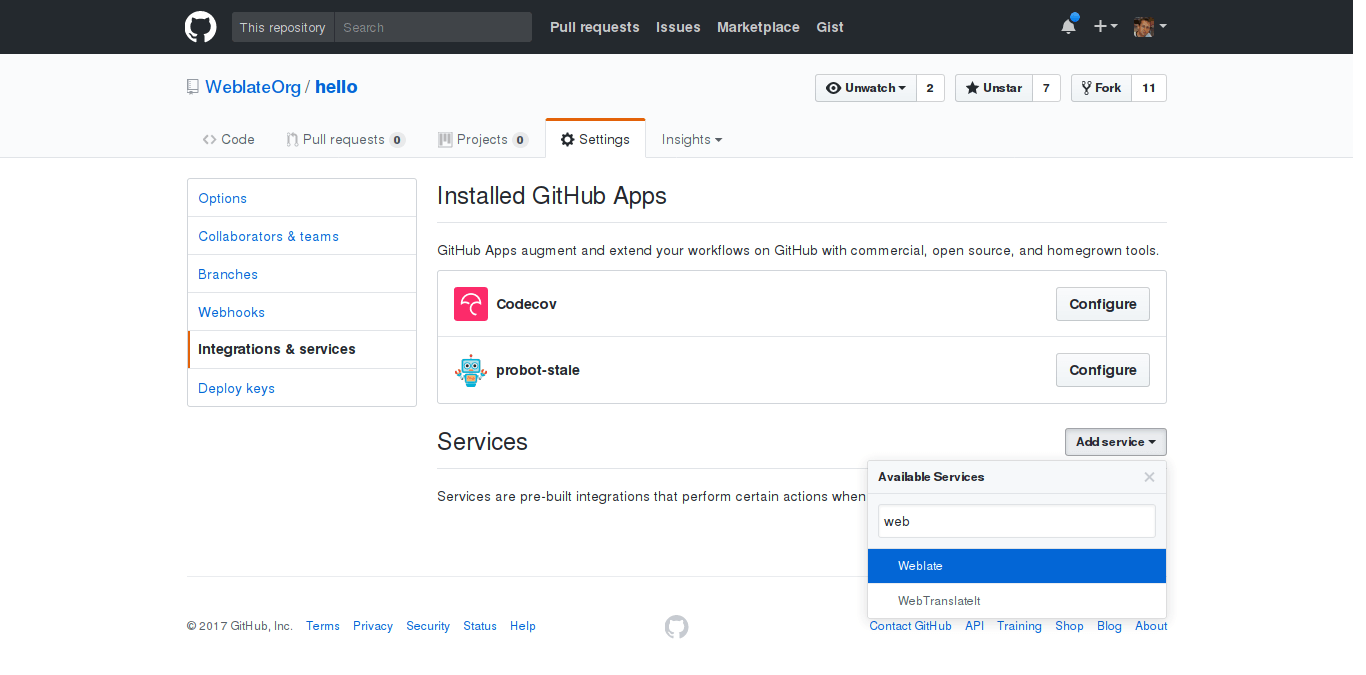 This repository Search Pull requests Issues Marketplace Gist
WeblateOrg / hello Unwatch 2 Unstar 7 Fork 11
Code Pull requests 0 Projects 0 Settings Insights
Options
Collaborators & teams
Branches
Webhooks
Integrations & services
Deploy keys
Installed GitHub Apps
GitHub Apps augment and extend your workflows on GitHub with commercial, open source, and homegrown tools.
Codecov Configure
probot-stale Configure
Services Add service
Services are pre-built integrations that perform certain actions when
Available Services
web
Weblate
WebTranslateIt
© 2017 GitHub, Inc. Terms Privacy Security Status Help Contact GitHub API Training Shop Blog About